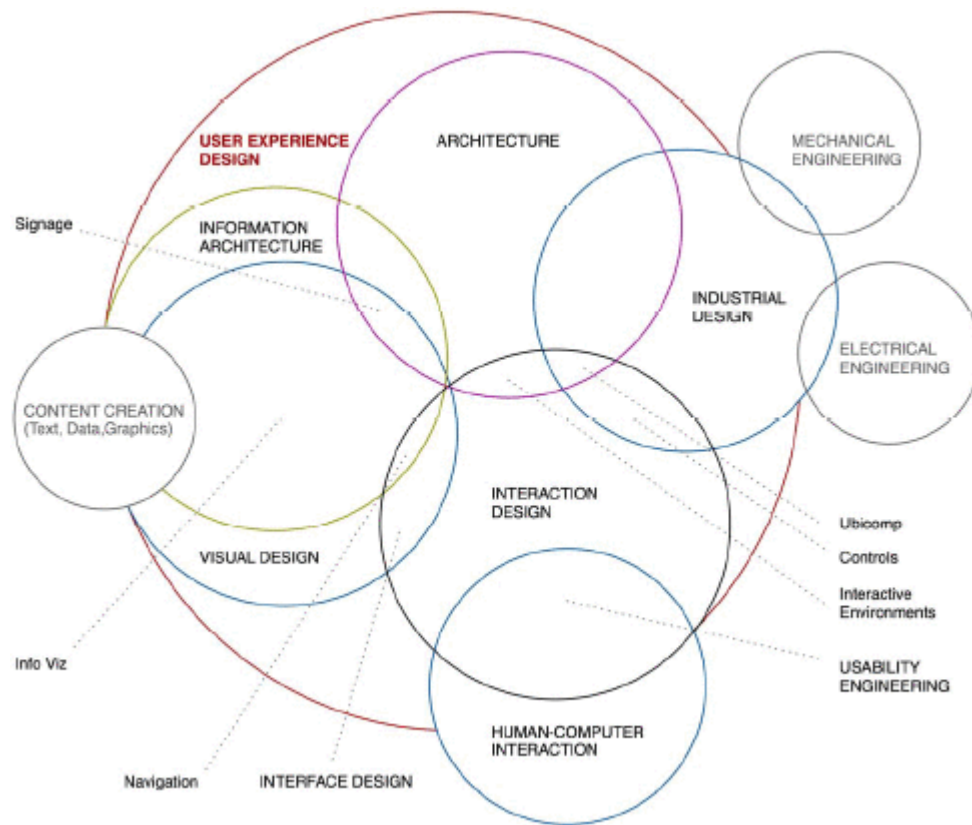 USER EXPERIENCE
DESIGN
ARCHITECTURE
MECHANICAL
ENGINEERING
Signage
INFORMATION
ARCHITECTURE
INDUSTRIAL
DESIGN
ELECTRICAL
ENGINEERING
CONTENT CREATION
(Text, Data,Graphics)
INTERACTION
DESIGN
Ubicomp
VISUAL DESIGN
Controls
Interactive
Environments
Info Viz
USABILITY
ENGINEERING
HUMAN-COMPUTER
INTERACTION
Navigation
INTERFACE DESIGN